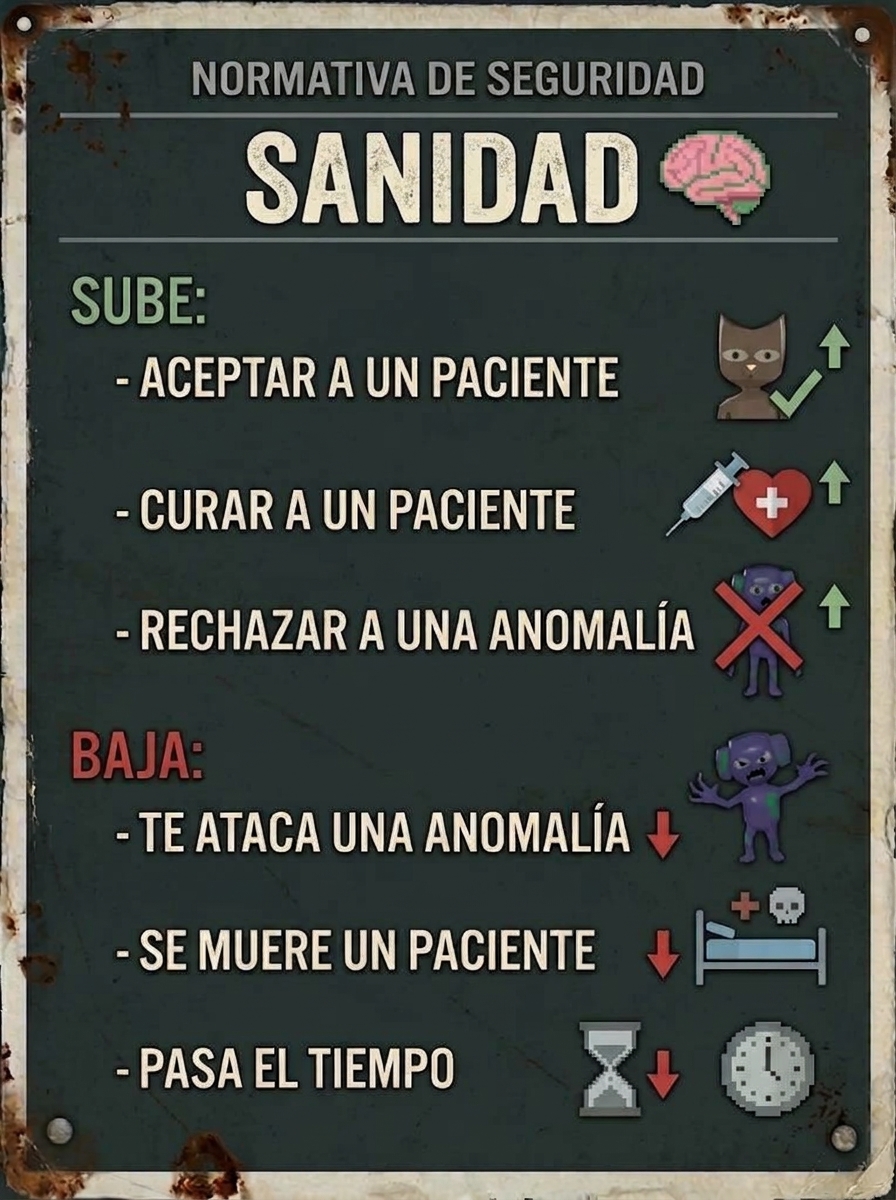 NORMATIVA DE SEGURIDAD
SANIDAD
SUBE:
- ACEPTAR A UN PACIENTE
- CURAR A UN PACIENTE
- RECHAZAR A UNA ANOMALÍA
BAJA:
- TE ATACA UNA ANOMALÍA
- SE MUERE UN PACIENTE
- PASA EL TIEMPO